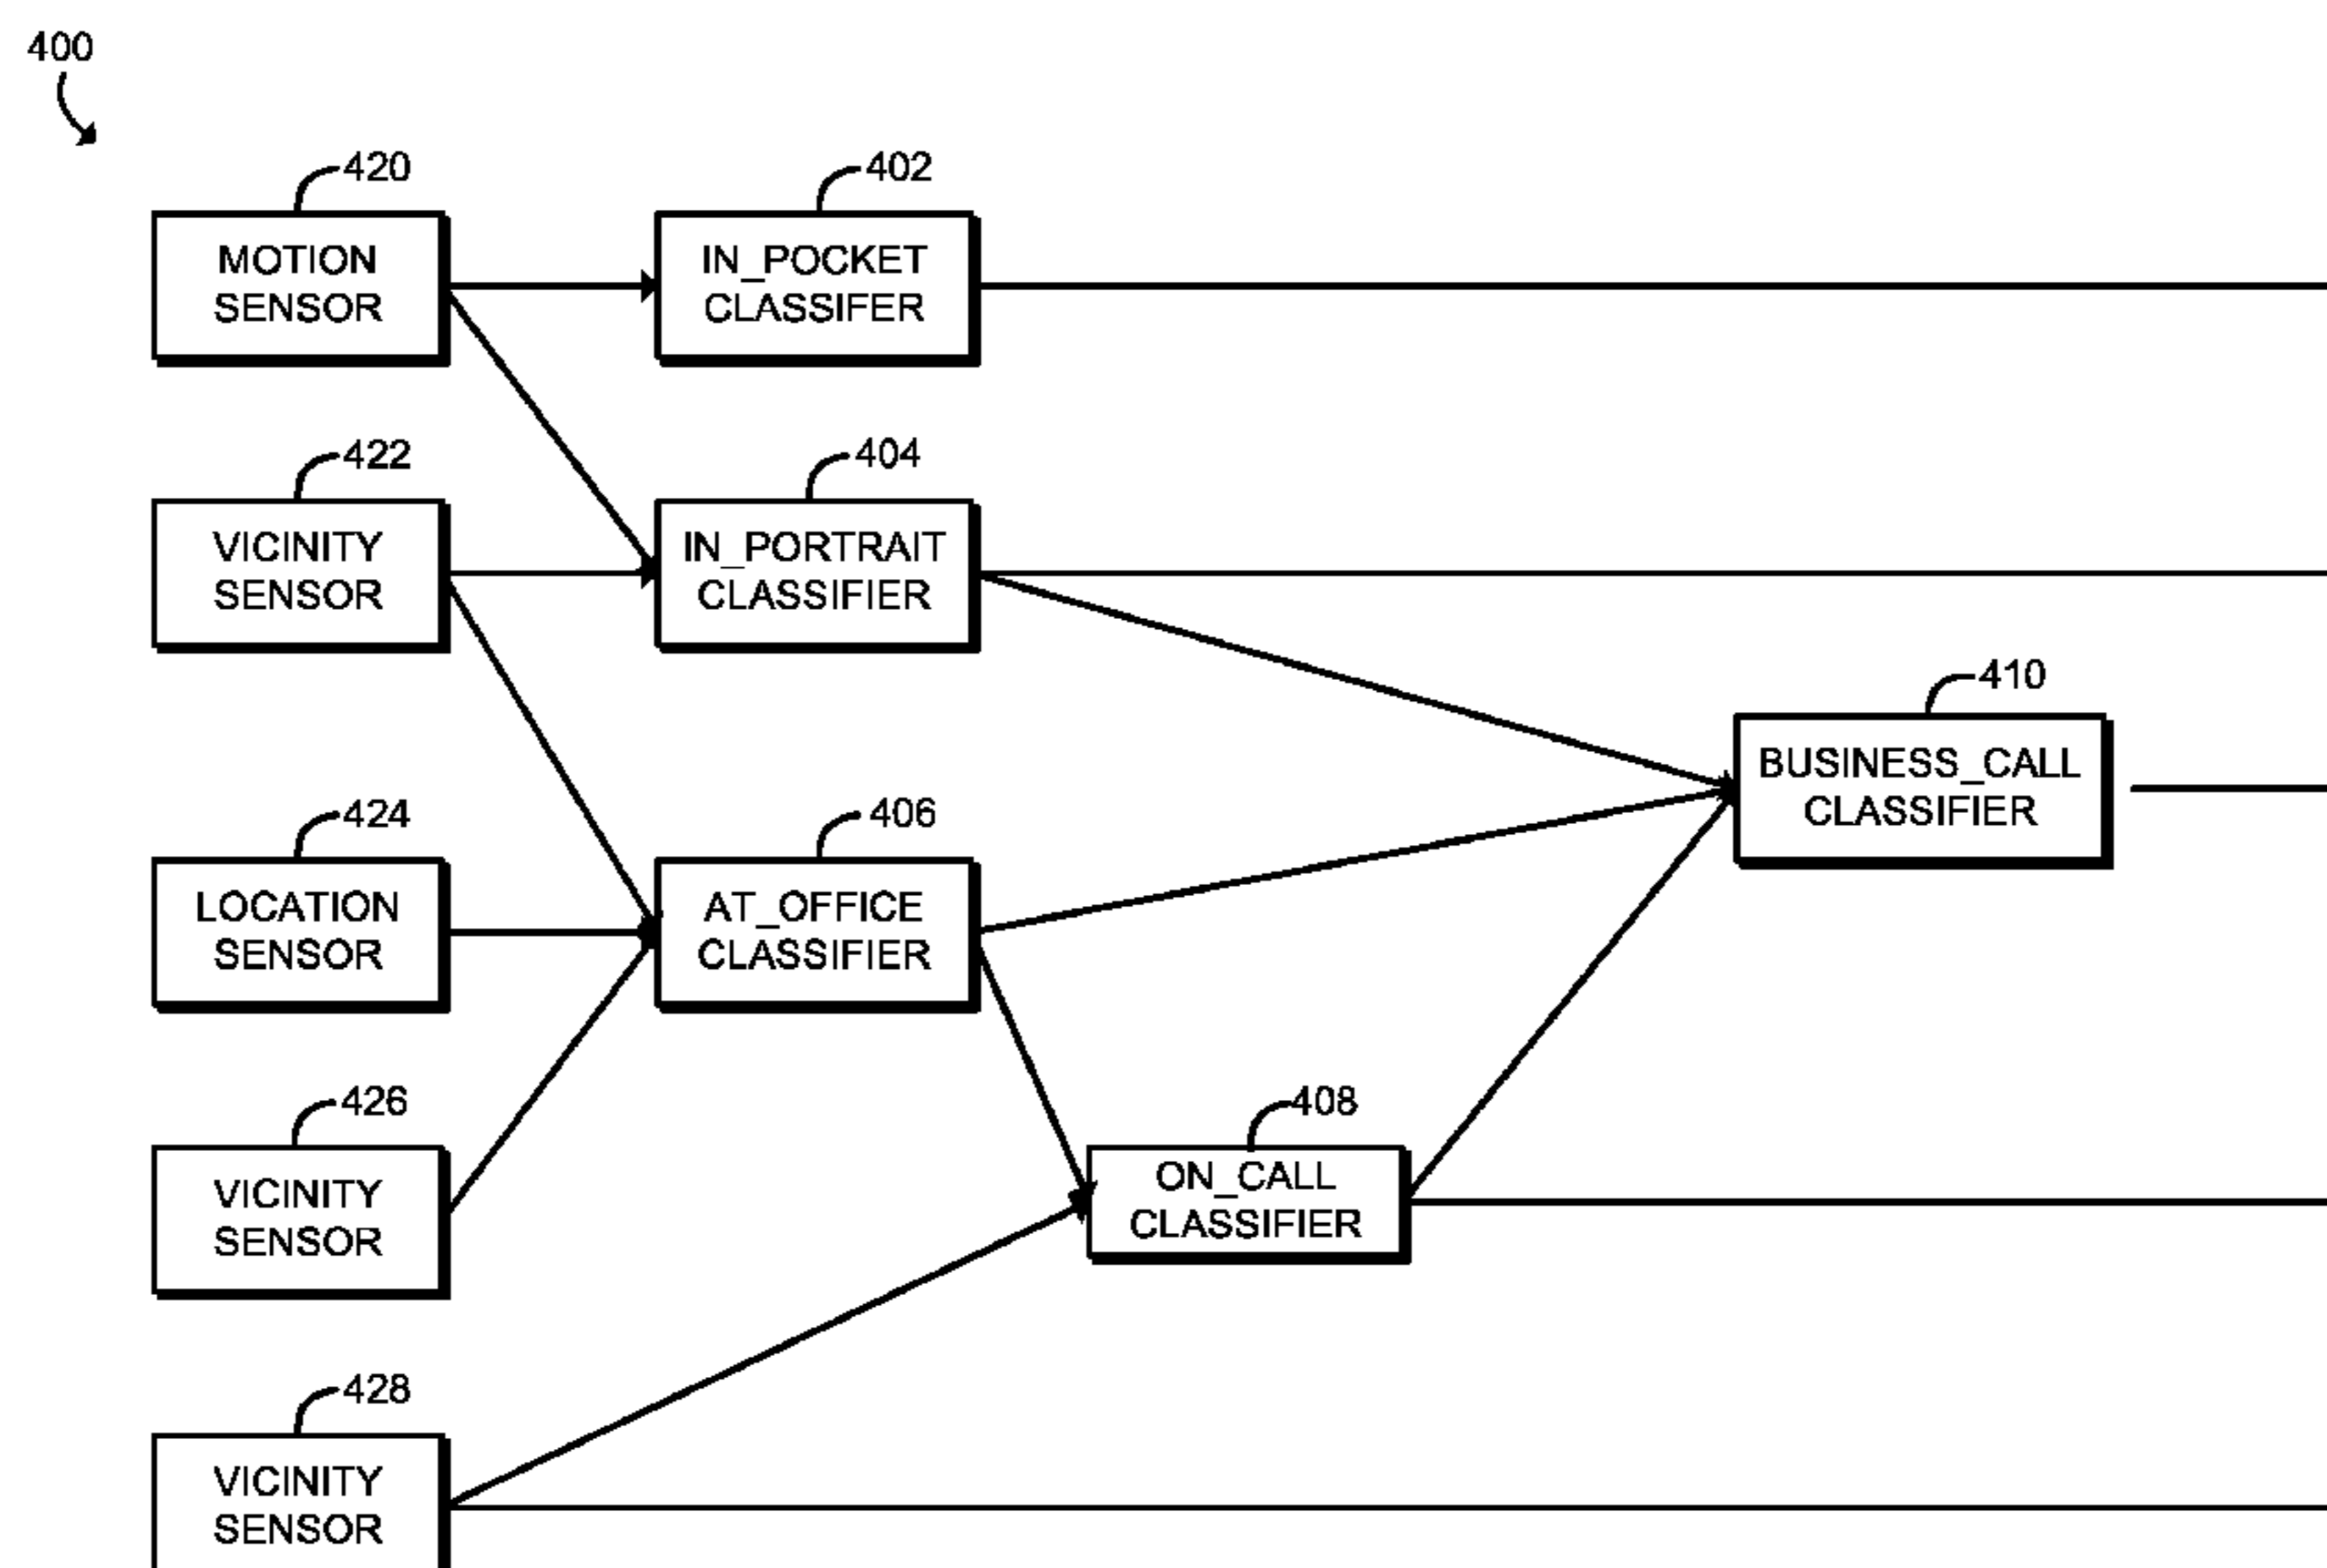 400
420
402
MOTION
SENSOR
IN_POCKET
CLASSIFER
422
404
VICINITY
SENSOR
IN_PORTRAIT
CLASSIFIER
410
BUSINESS_CALL
CLASSIFIER
424
406
LOCATION
SENSOR
AT_OFFICE
CLASSIFIER
426
408
VICINITY
SENSOR
ON_CALL
CLASSIFIER
428
VICINITY
SENSOR